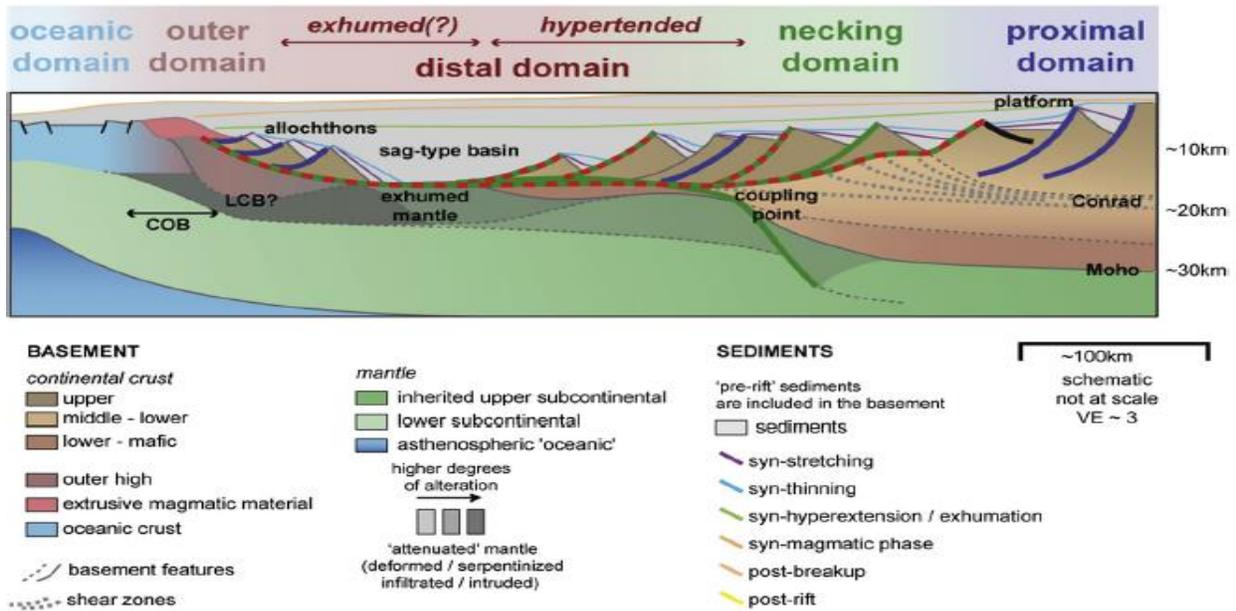 oceanic domain
outer domain
exhumed(?)
hypertended
distal domain
necking domain
proximal domain
platform
allochthons
sag-type basin
~10km
LCB?
exhumed mantle
coupling point
Conrad
~20km
COB
Moho
~30km
BASEMENT
continental crust
upper
middle - lower
lower - mafic
outer high
extrusive magmatic material
oceanic crust
basement features
shear zones
mantle
inherited upper subcontinental
lower subcontinental
asthenospheric 'oceanic'
higher degrees
of alteration
'attenuated' mantle
(deformed / serpentinized
infiltrated / intruded)
SEDIMENTS
'pre-rift' sediments
are included in the basement
sediments
syn-stretching
syn-thinning
syn-hyperextension / exhumation
syn-magmatic phase
post-breakup
post-rift
~100km
schematic
not at scale
VE ~ 3